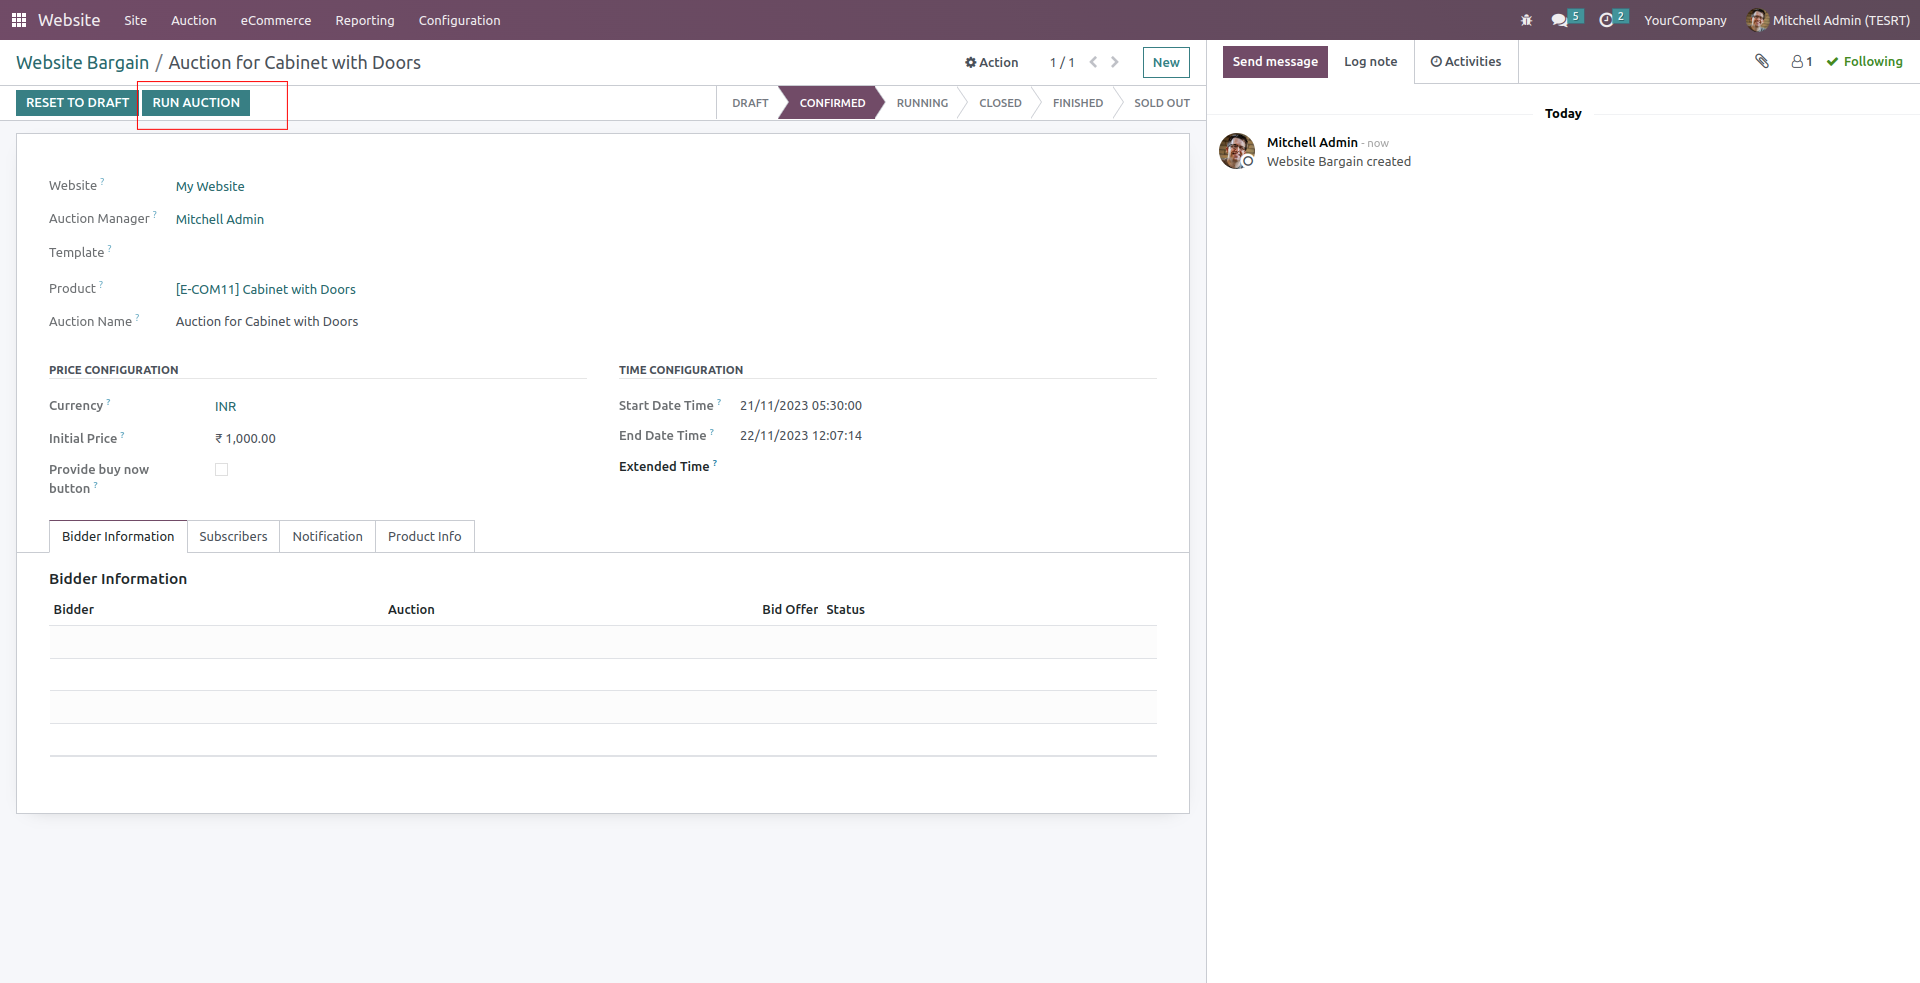 Website Site Auction eCommerce Reporting Configuration 5 2 YourCompany Mitchell Admin (TESRT)
Website Bargain / Auction for Cabinet with Doors Action 1 / 1 New
RESET TO DRAFT RUN AUCTION DRAFT CONFIRMED RUNNING CLOSED FINISHED SOLD OUT
Website ? My Website
Auction Manager ? Mitchell Admin
Template ?
Product ? [E-COM11] Cabinet with Doors
Auction Name ? Auction for Cabinet with Doors
PRICE CONFIGURATION
Currency ? INR
Initial Price ? ₹ 1,000.00
Provide buy now
button ?
TIME CONFIGURATION
Start Date Time ? 21/11/2023 05:30:00
End Date Time ? 22/11/2023 12:07:14
Extended Time ?
Bidder Information Subscribers Notification Product Info
Bidder Information
Bidder Auction Bid Offer Status
Send message Log note Activities 1 Following
Today
Mitchell Admin - now
Website Bargain created